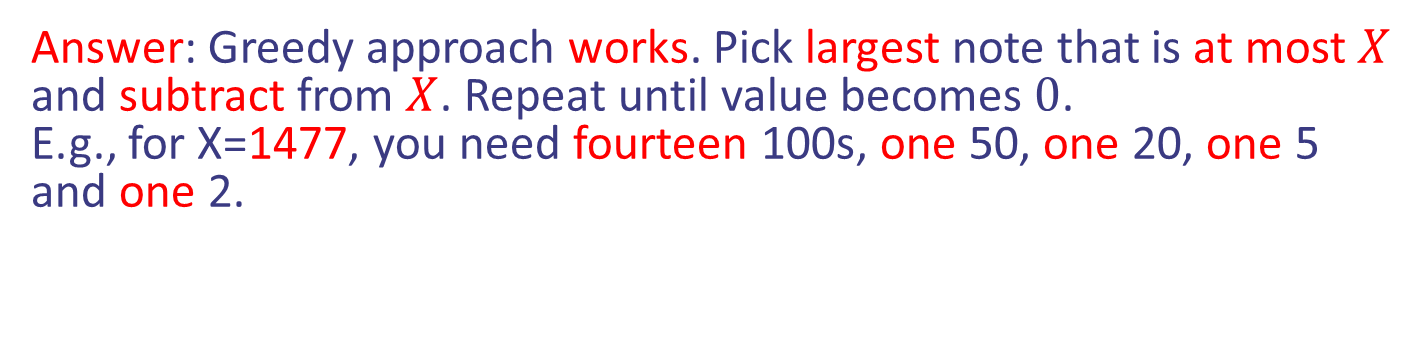 Answer: Greedy approach works. Pick largest note that is at most X
and subtract from X. Repeat until value becomes 0.
E.g., for X=1477, you need fourteen 100s, one 50, one 20, one 5
and one 2.